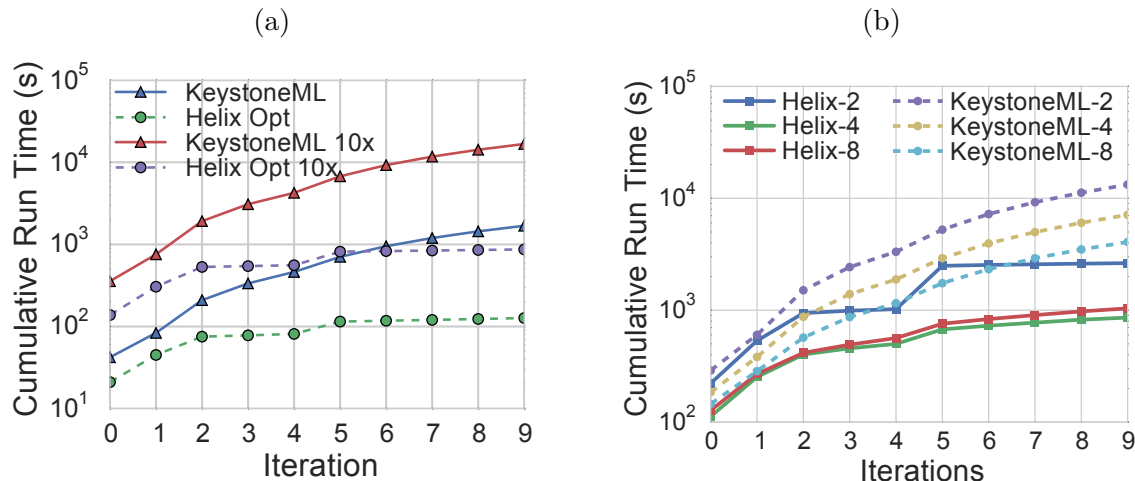 (a)
Cumulative Run Time (s)
10^5
10^4
10^3
10^2
10^1
KeystoneML
Helix Opt
KeystoneML 10x
Helix Opt 10x
0 1 2 3 4 5 6 7 8 9
Iteration
(b)
Cumulative Run Time (s)
10^5
10^4
10^3
10^2
Helix-2 KeystoneML-2
Helix-4 KeystoneML-4
Helix-8 KeystoneML-8
0 1 2 3 4 5 6 7 8 9
Iterations